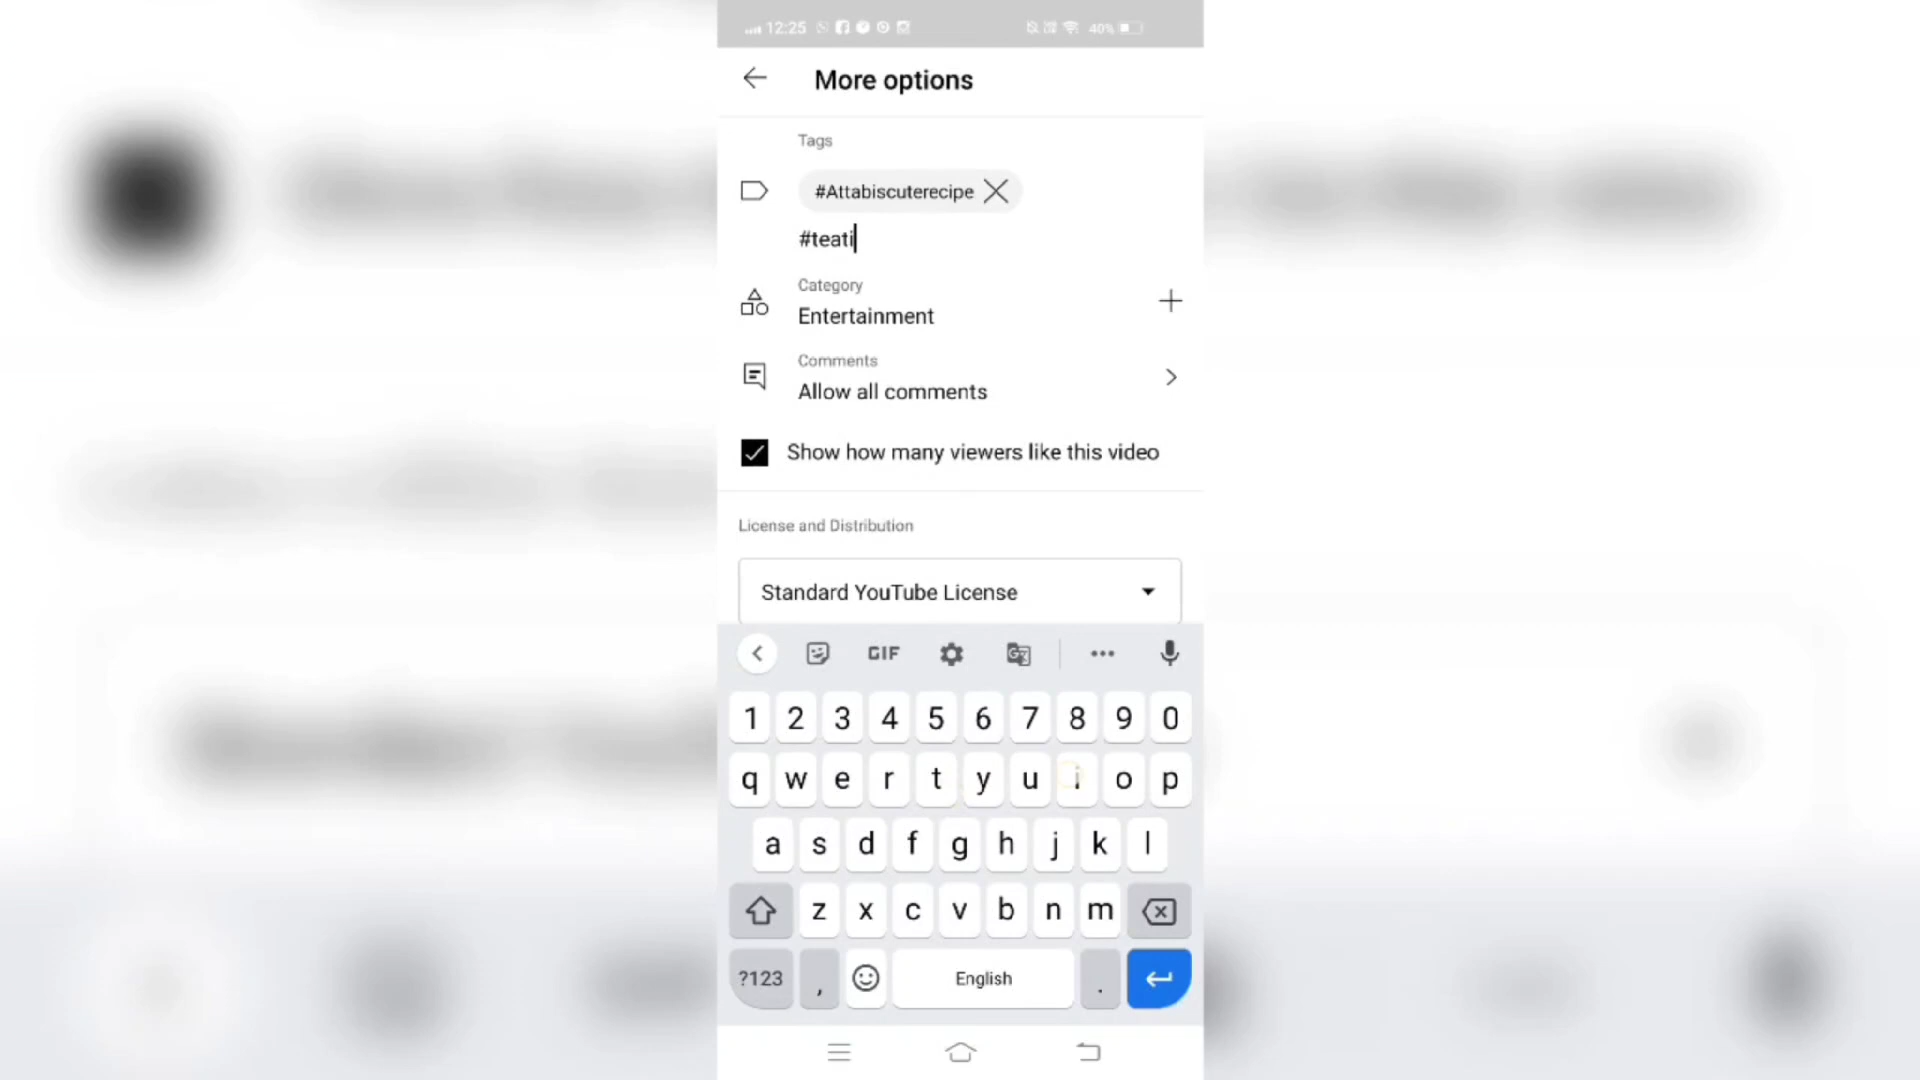 12:25 40%
More options
Tags
#Attabiscuterecipe
#teati
Category
Entertainment
Comments
Allow all comments
Show how many viewers like this video
License and Distribution
Standard YouTube License
GIF
1 2 3 4 5 6 7 8 9 0
q w e r t y u i o p
a s d f g h j k l
z x c v b n m
?123 , English .